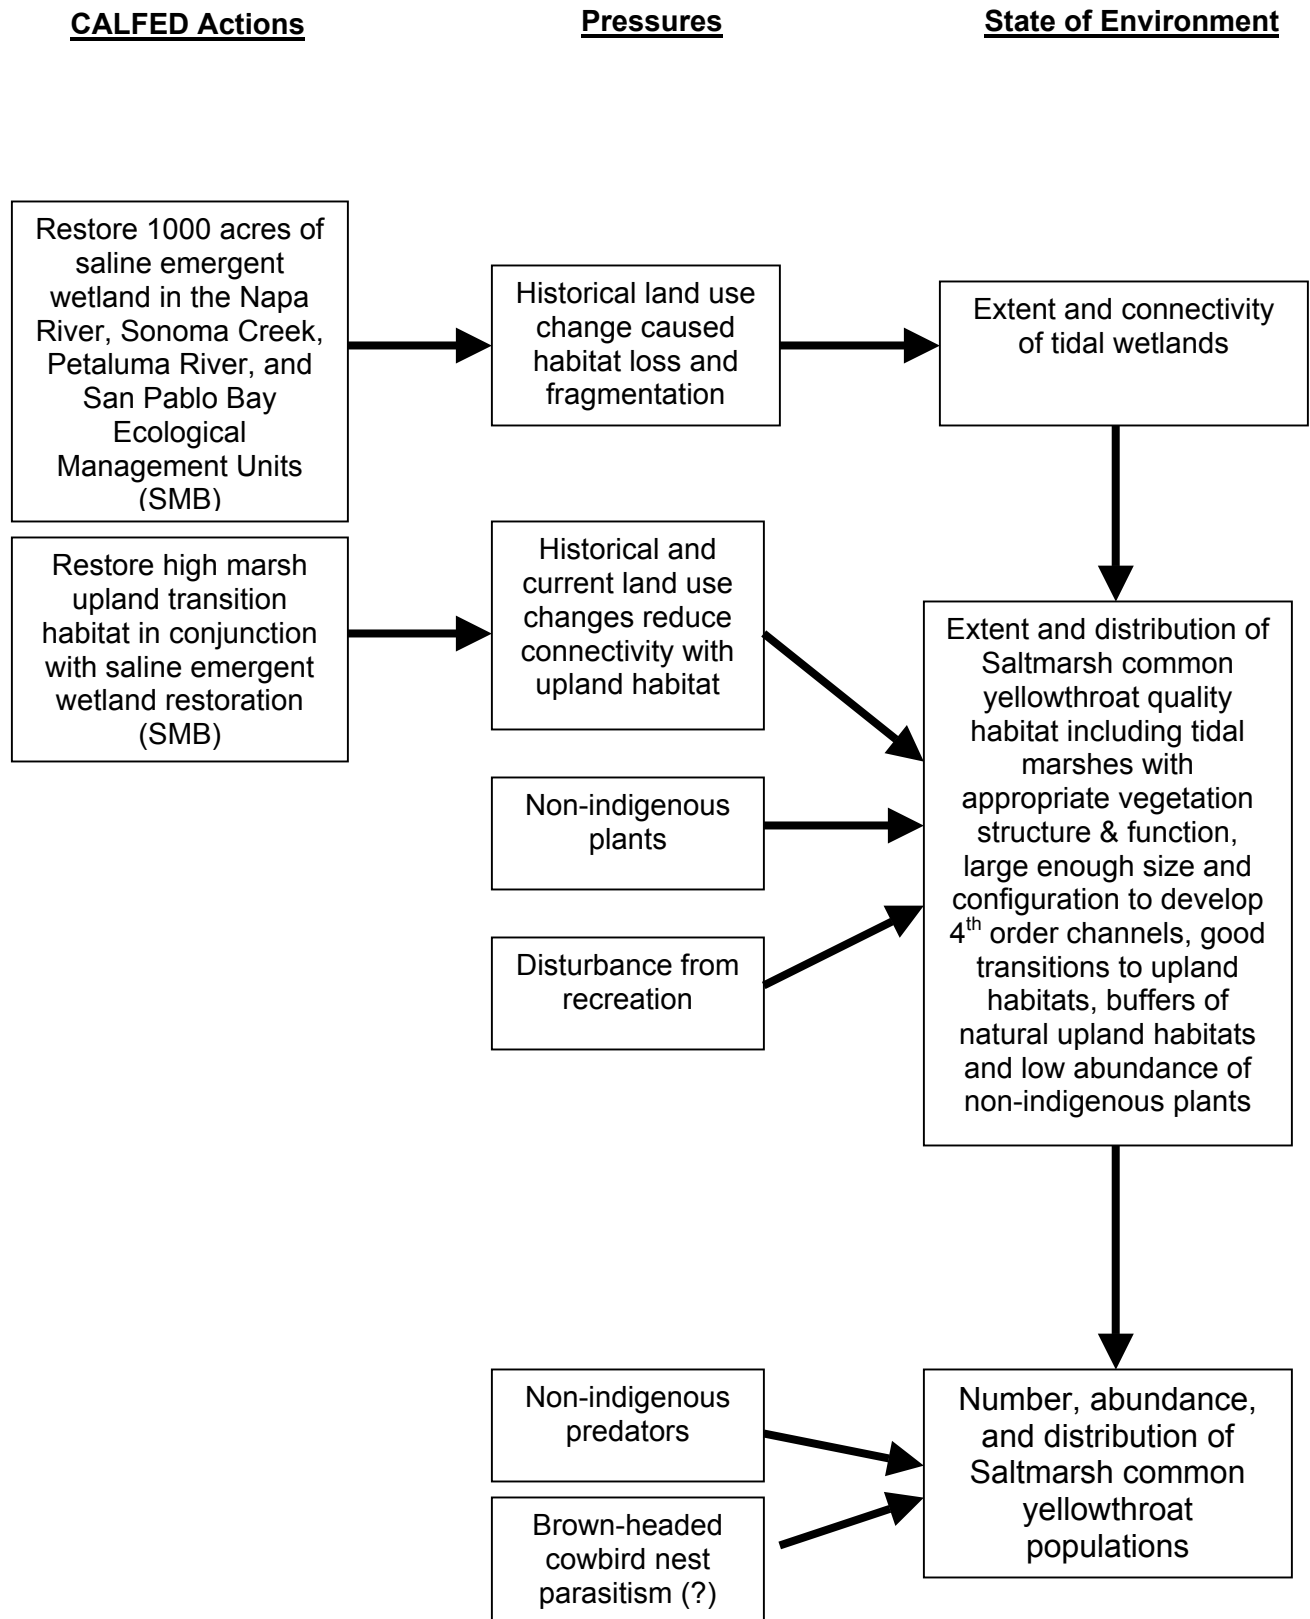 CALFED Actions
Pressures
State of Environment
Restore 1000 acres of
saline emergent
wetland in the Napa
River, Sonoma Creek,
Petaluma River, and
San Pablo Bay
Ecological
Management Units
(SMB)
Historical land use
change caused
habitat loss and
fragmentation
Extent and connectivity
of tidal wetlands
Restore high marsh
upland transition
habitat in conjunction
with saline emergent
wetland restoration
(SMB)
Historical and
current land use
changes reduce
connectivity with
upland habitat
Non-indigenous
plants
Disturbance from
recreation
Extent and distribution of
Saltmarsh common
yellowthroat quality
habitat including tidal
marshes with
appropriate vegetation
structure & function,
large enough size and
configuration to develop
4th order channels, good
transitions to upland
habitats, buffers of
natural upland habitats
and low abundance of
non-indigenous plants
Non-indigenous
predators
Brown-headed
cowbird nest
parasitism (?)
Number, abundance,
and distribution of
Saltmarsh common
yellowthroat
populations